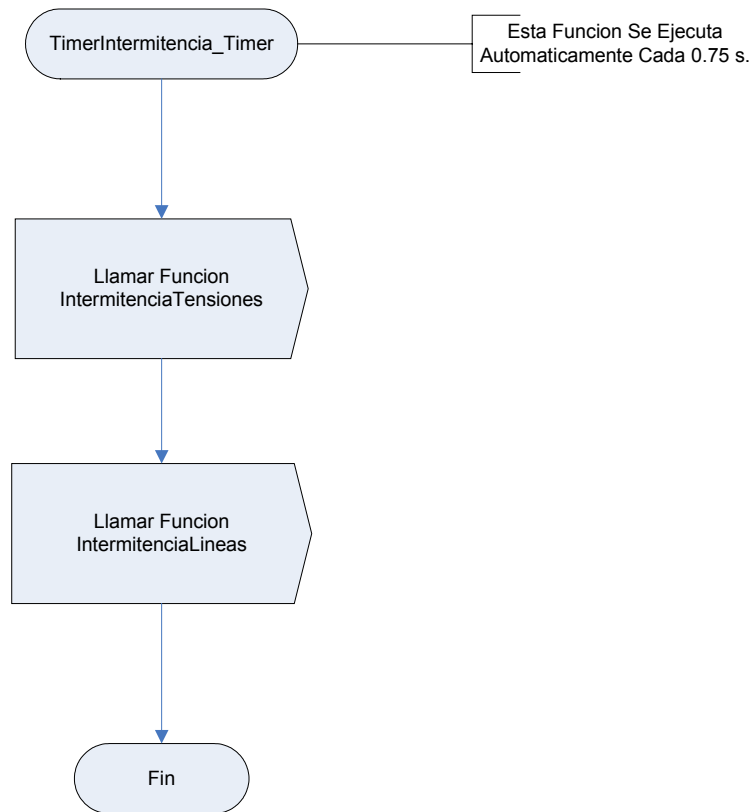 TimerIntermitencia_Timer
Esta Funcion Se Ejecuta
Automaticamente Cada 0.75 s.
Llamar Funcion
IntermitenciaTensiones
Llamar Funcion
IntermitenciaLineas
Fin